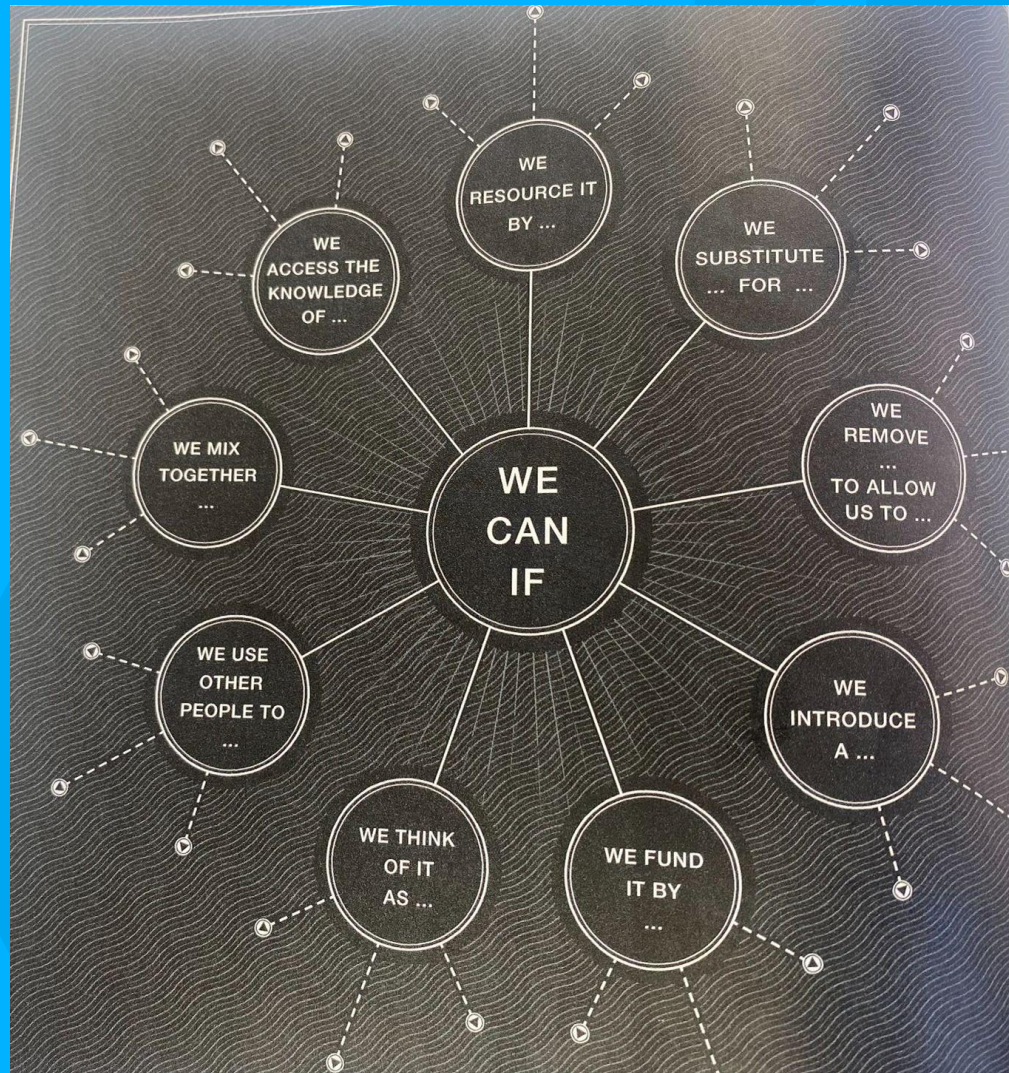 WE
RESOURCE IT
BY ...
WE
SUBSTITUTE
... FOR ...
WE
REMOVE
...
TO ALLOW
US TO ...
WE
INTRODUCE
A ...
WE FUND
IT BY
...
WE THINK
OF IT
AS ...
WE USE
OTHER
PEOPLE TO
...
WE MIX
TOGETHER
...
WE
ACCESS THE
KNOWLEDGE
OF ...
WE
CAN
IF